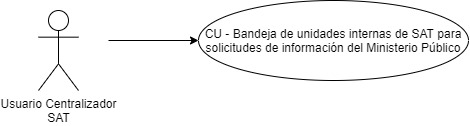 CU - Bandeja de unidades internas de SAT para
solicitudes de información del Ministerio Público
Usuario Centralizador
SAT